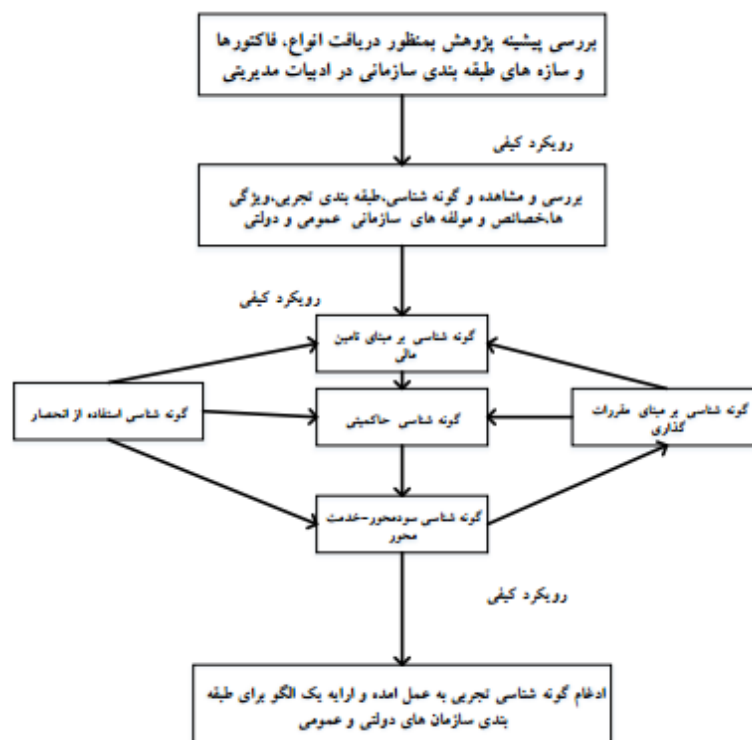 بررسی پیشینه پژوهش بمنظور دریافت انواع، فاکتورها
و سازه های طبقه بندی سازمانی در ادبیات مدیریتی
رویکرد کیفی
بررسی و مشاهده و گونه شناسی،طبقه بندی تجربی،ویژگی
ها،خصائص و مولفه های سازمانی عمومی و دولتی
رویکرد کیفی
گونه شناسی بر مبنای تامین
مالی
گونه شناسی بر مبنای مقررات
گذاری
گونه شناسی حاکمیتی
گونه شناسی استفاده از انحصار
گونه شناسی سودمحور-خدمت
محور
رویکرد کیفی
ادغام گونه شناسی تجربی به عمل امده و ارایه یک الگو برای طبقه
بندی سازمان های دولتی و عمومی